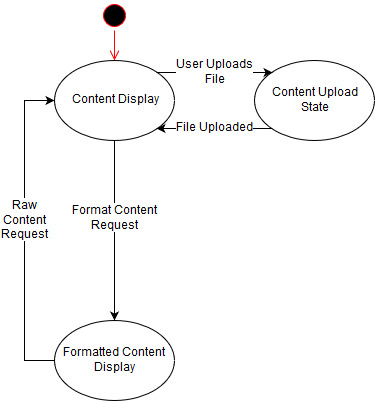 User Uploads
File
Content Display
Content Upload
State
File Uploaded
Raw
Content
Request
Format Content
Request
Formatted Content
Display